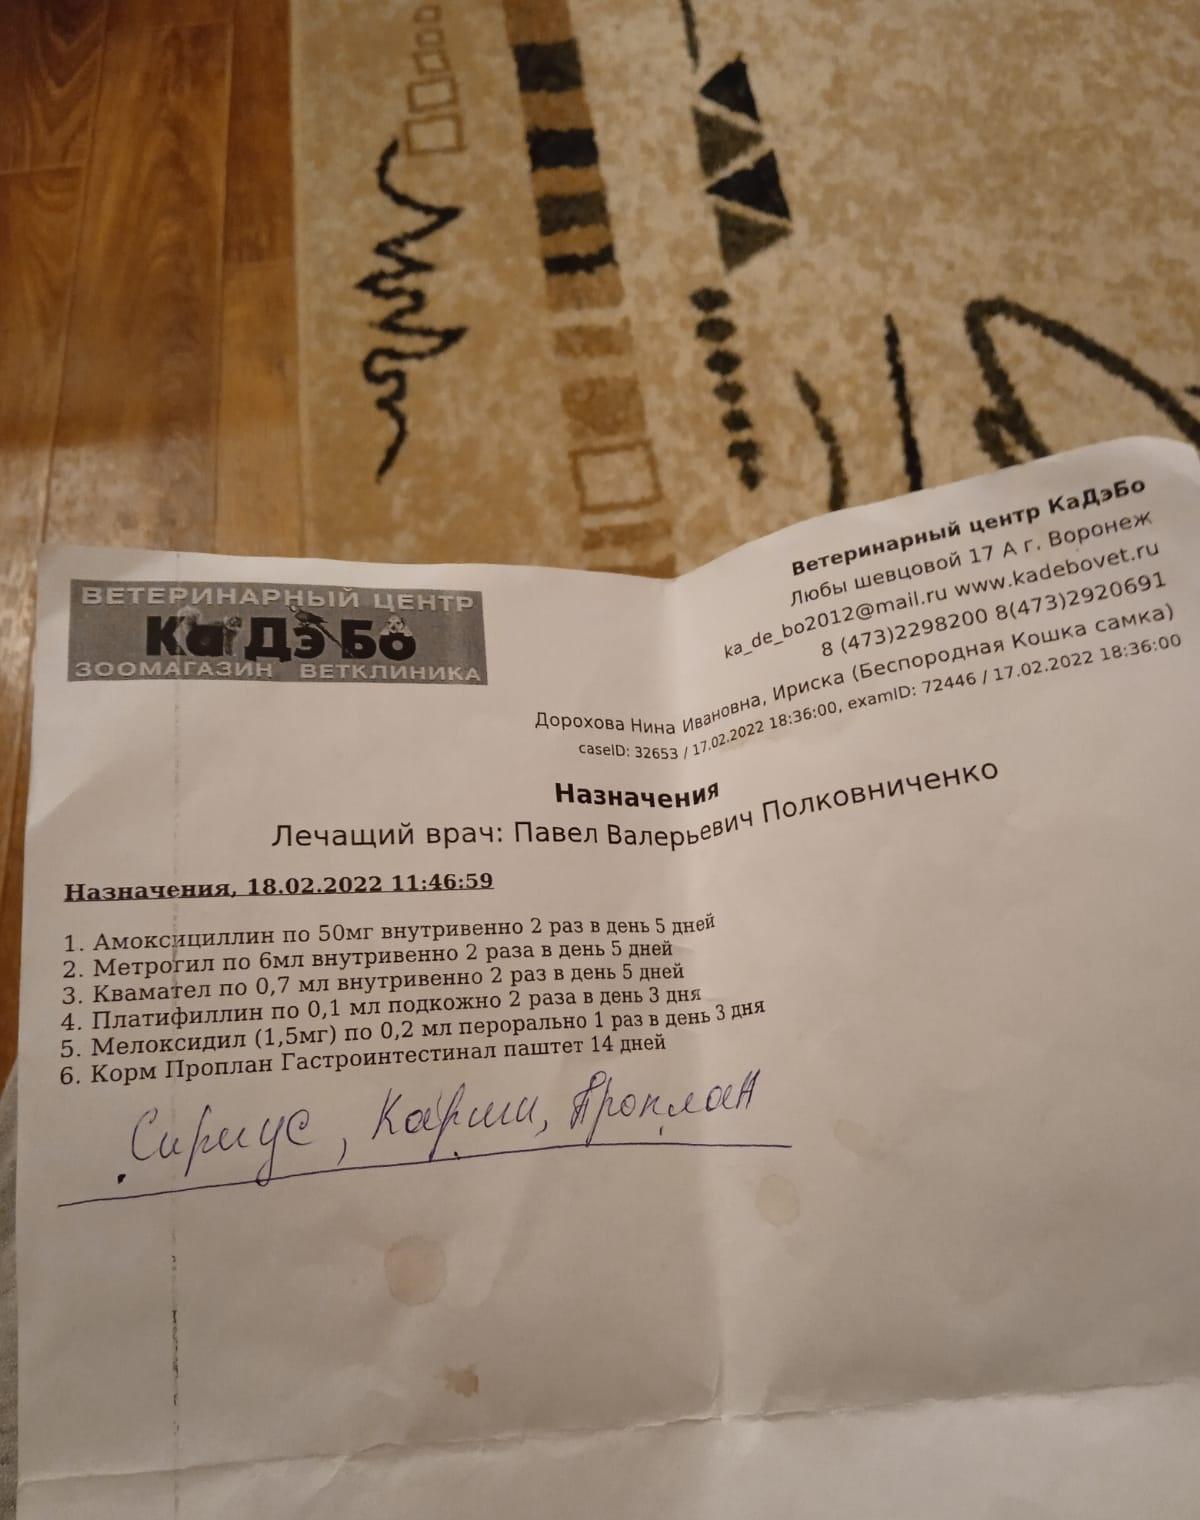 ВЕТЕРИНАРНЫЙ ЦЕНТР
КаДэБо
ЗООМАГАЗИН ВЕТКЛИНИКА
Ветеринарный центр КаДэБо
Любы шевцовой 17 А г. Воронеж
ka_de_bo2012@mail.ru www.kadebovet.ru
8 (473)2298200 8(473)2920691
Дорохова Нина Ивановна, Ириска (Беспородная Кошка самка)
caseID: 32653 / 17.02.2022 18:36:00, examID: 72446 / 17.02.2022 18:36:00
Назначения
Лечащий врач: Павел Валерьевич Полковниченко
Назначения, 18.02.2022 11:46:59
1. Амоксициллин по 50мг внутривенно 2 раз в день 5 дней
2. Метрогил по 6мл внутривенно 2 раза в день 5 дней
3. Квамател по 0,7 мл внутривенно 2 раз в день 5 дней
4. Платифиллин по 0,1 мл подкожно 2 раза в день 3 дня
5. Мелоксидил (1,5мг) по 0,2 мл перорально 1 раз в день 3 дня
6. Корм Проплан Гастроинтестинал паштет 14 дней
Сириус, Карми, Проплан